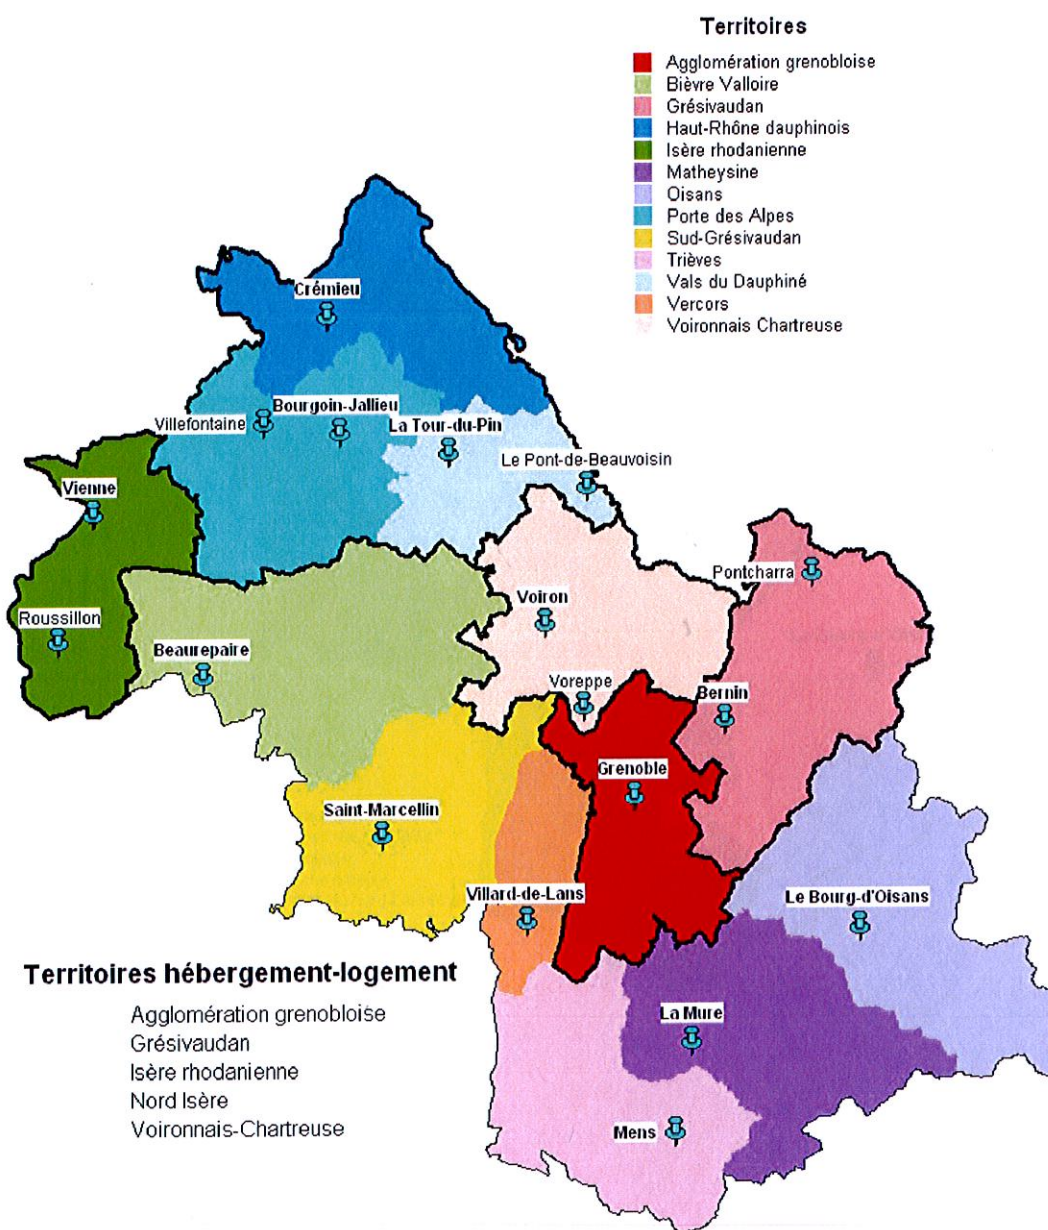 Territoires
Agglomération grenobloise
Bièvre Valloire
Grésivaudan
Haut-Rhône dauphinois
Isère rhodanienne
Matheysine
Oisans
Porte des Alpes
Sud-Grésivaudan
Trièves
Vals du Dauphiné
Vercors
Voironnais Chartreuse
Crémieu
Bourgoin-Jallieu
Villefontaine
La Tour-du-Pin
Le Pont-de-Beauvoisin
Vienne
Pontcharra
Voiron
Roussillon
Beaurepaire
Voreppe
Bernin
Grenoble
Saint-Marcellin
Villard-de-Lans
Le Bourg-d'Oisans
Territoires hébergement-logement
Agglomération grenobloise
Grésivaudan
Isère rhodanienne
Nord Isère
Voironnais-Chartreuse
La Mure
Mens